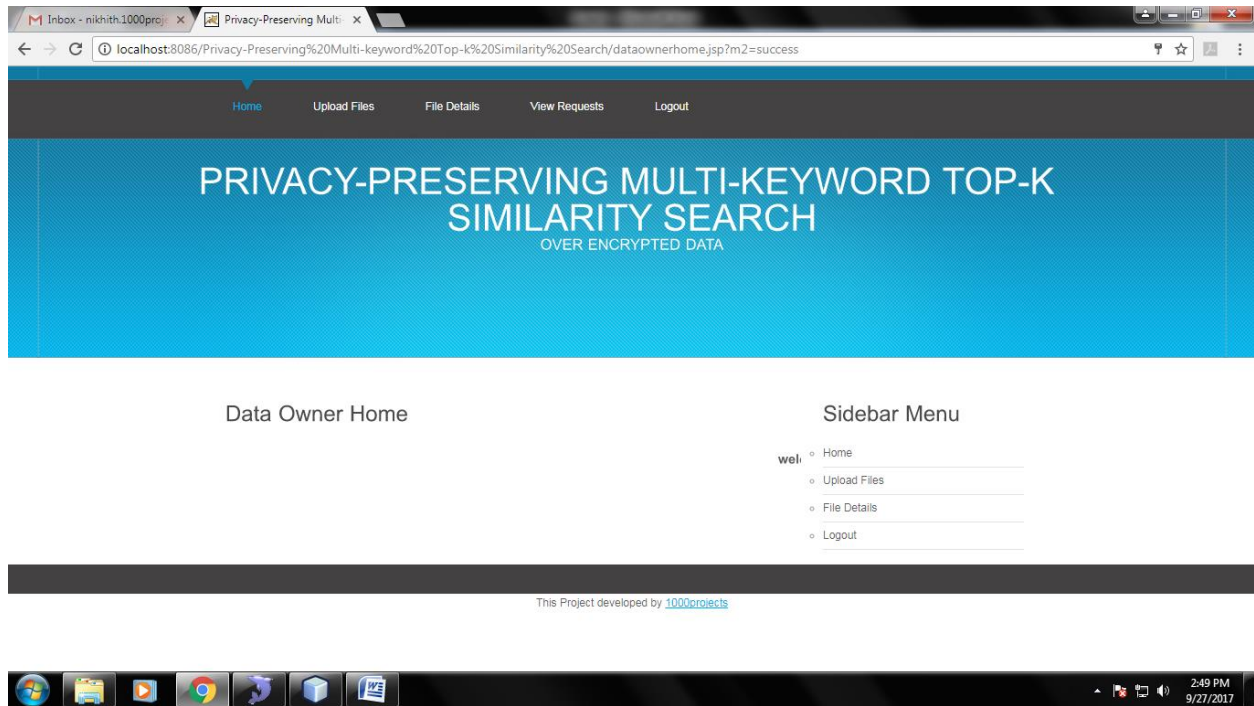 Inbox - nikhith.1000proje
Privacy-Preserving Multi-
localhost:8086/Privacy-Preserving%20Multi-keyword%20Top-k%20Similarity%20Search/dataownerhome.jsp?m2=success
Home Upload Files File Details View Requests Logout
PRIVACY-PRESERVING MULTI-KEYWORD TOP-K
SIMILARITY SEARCH
OVER ENCRYPTED DATA
Data Owner Home
Sidebar Menu
Home
Upload Files
File Details
Logout
This Project developed by 1000projects
2:49 PM
9/27/2017